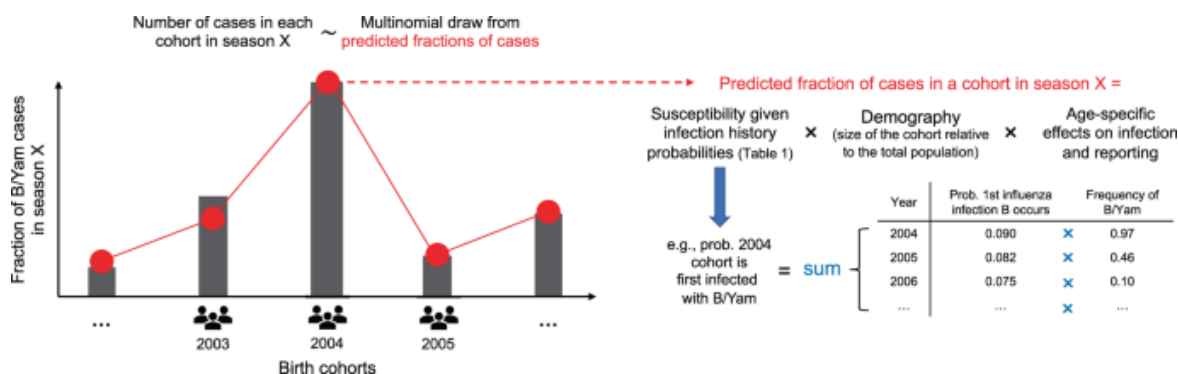 Number of cases in each
cohort in season X
~
Multinomial draw from
predicted fractions of cases
Fraction of B/Yam cases
in season X
...
2003
2004
2005
...
Birth cohorts
Predicted fraction of cases in a cohort in season X =
Susceptibility given
infection history
probabilities (Table 1)
×
Demography
(size of the cohort relative
to the total population)
×
Age-specific
effects on infection
and reporting
e.g., prob. 2004
cohort is
first infected
with B/Yam
= sum
Year Prob. 1st influenza infection B occurs Frequency of B/Yam
2004 0.090 × 0.97
2005 0.082 × 0.46
2006 0.075 × 0.10
... ... × ...